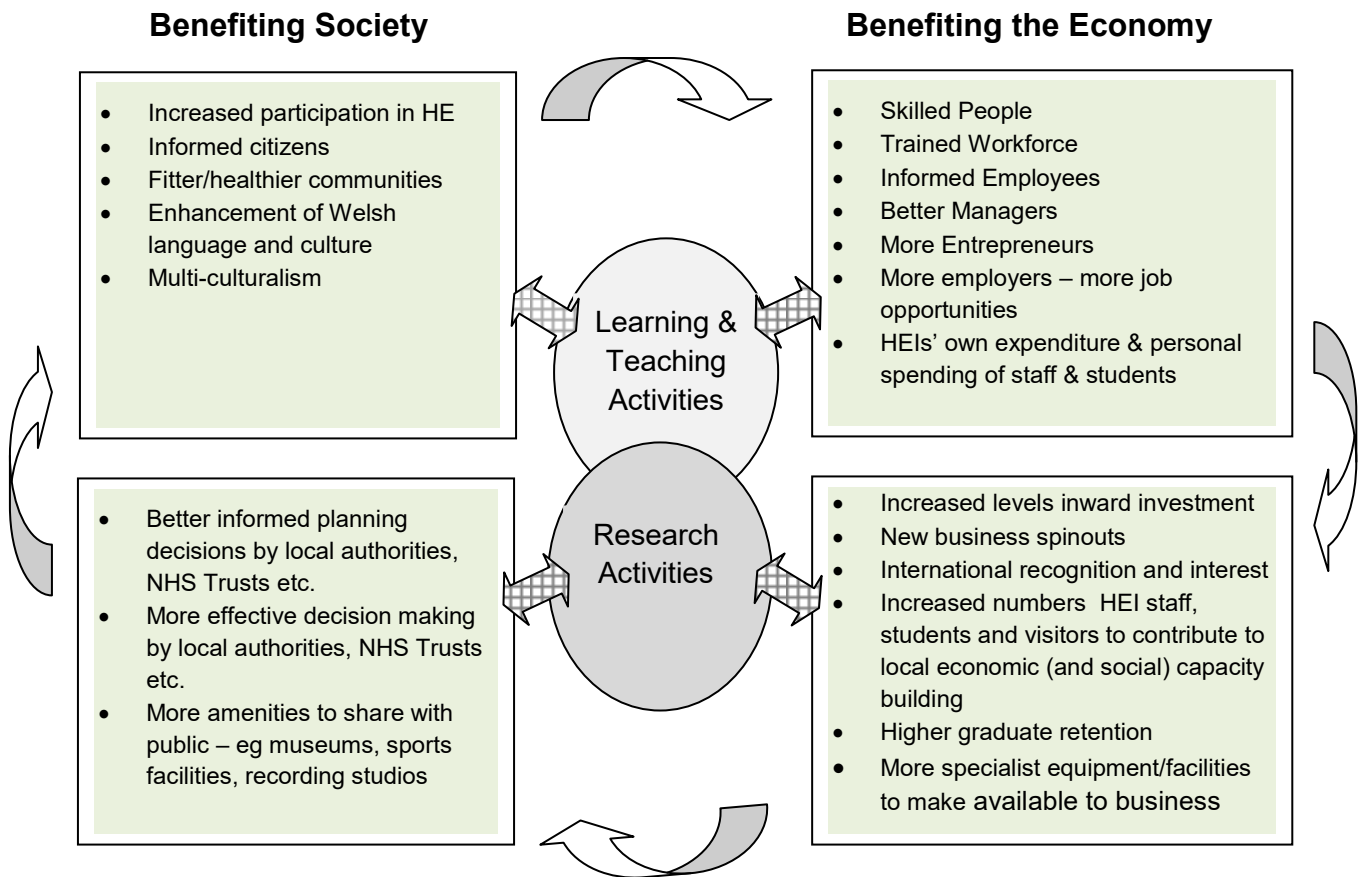 Benefiting Society
Benefiting the Economy
• Increased participation in HE
• Informed citizens
• Fitter/healthier communities
• Enhancement of Welsh
language and culture
• Multi-culturalism
Learning &
Teaching
Activities
• Skilled People
• Trained Workforce
• Informed Employees
• Better Managers
• More Entrepreneurs
• More employers – more job
opportunities
• HEIs’ own expenditure & personal
spending of staff & students
• Better informed planning
decisions by local authorities,
NHS Trusts etc.
• More effective decision making
by local authorities, NHS Trusts
etc.
• More amenities to share with
public – eg museums, sports
facilities, recording studios
Research
Activities
• Increased levels inward investment
• New business spinouts
• International recognition and interest
• Increased numbers  HEI staff,
students and visitors to contribute to
local economic (and social) capacity
building
• Higher graduate retention
• More specialist equipment/facilities
to make available to business